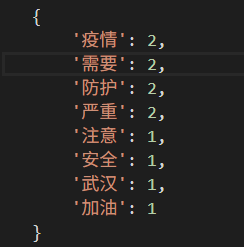 {
'疫情': 2,
'需要': 2,
'防护': 2,
'严重': 2,
'注意': 1,
'安全': 1,
'武汉': 1,
'加油': 1
}